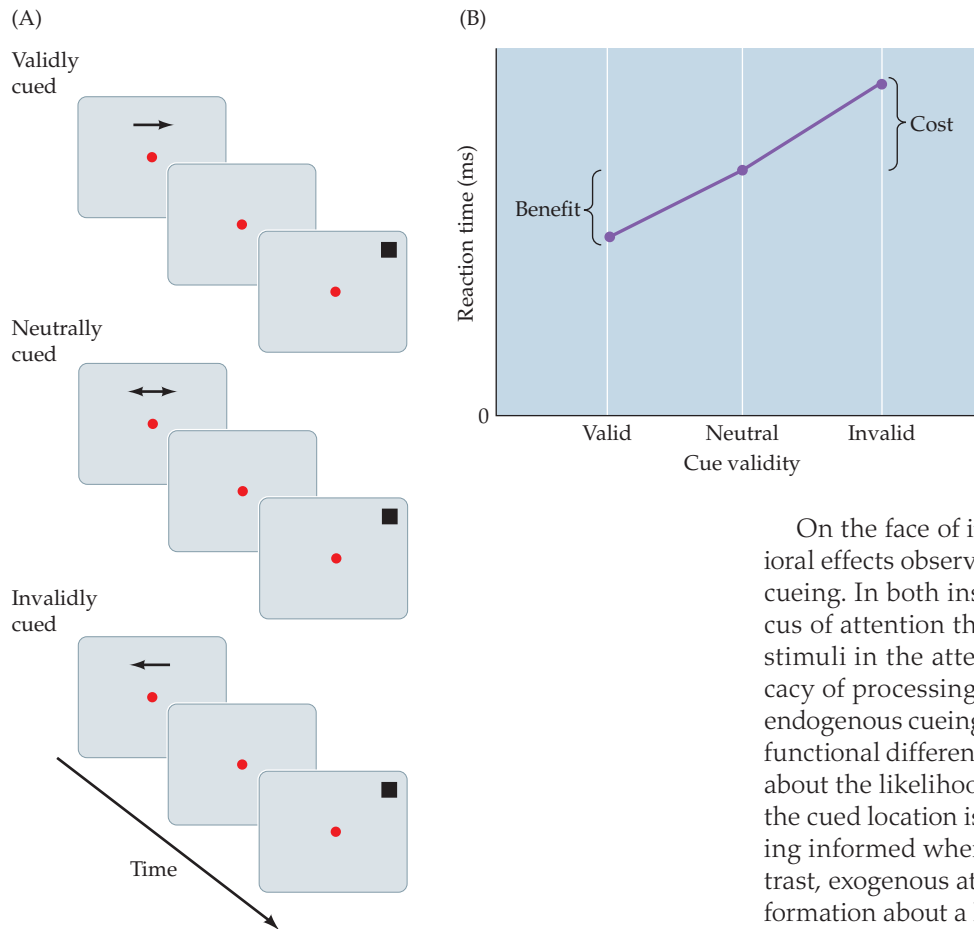 (A)
Validly
cued
Neutrally
cued
Invalidly
cued
Time
(B)
Reaction time (ms)
Benefit
Cost
0
Valid Neutral Invalid
Cue validity
On the face of i
ioral effects observ
cueing. In both ins
cus of attention th
stimuli in the atte
cacy of processing
endogenous cueing
functional differen
about the likelihoo
the cued location is
ing informed wher
trast, exogenous at
formation about a